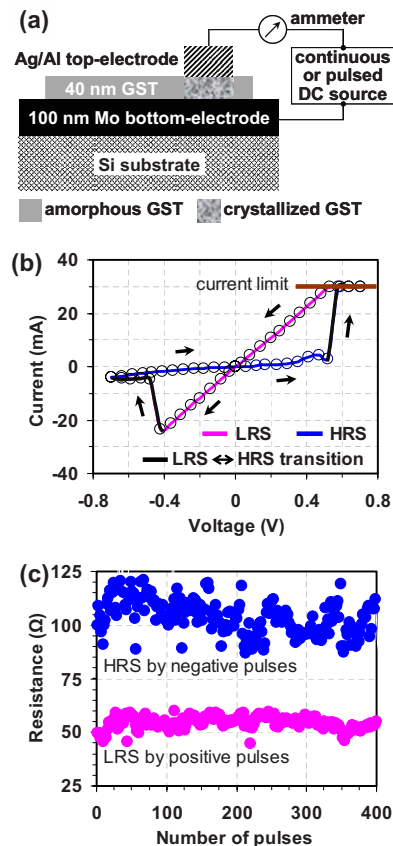 (a)
ammeter
Ag/Al top-electrode
continuous
or pulsed
DC source
40 nm GST
100 nm Mo bottom-electrode
Si substrate
amorphous GST
crystallized GST
(b)
40
20
0
-20
-40
Current (mA)
current limit
LRS
HRS
LRS ↔ HRS transition
-0.8
-0.4
0
0.4
0.8
Voltage (V)
(c)
125
100
75
50
25
Resistance (Ω)
HRS by negative pulses
LRS by positive pulses
0
100
200
300
400
Number of pulses